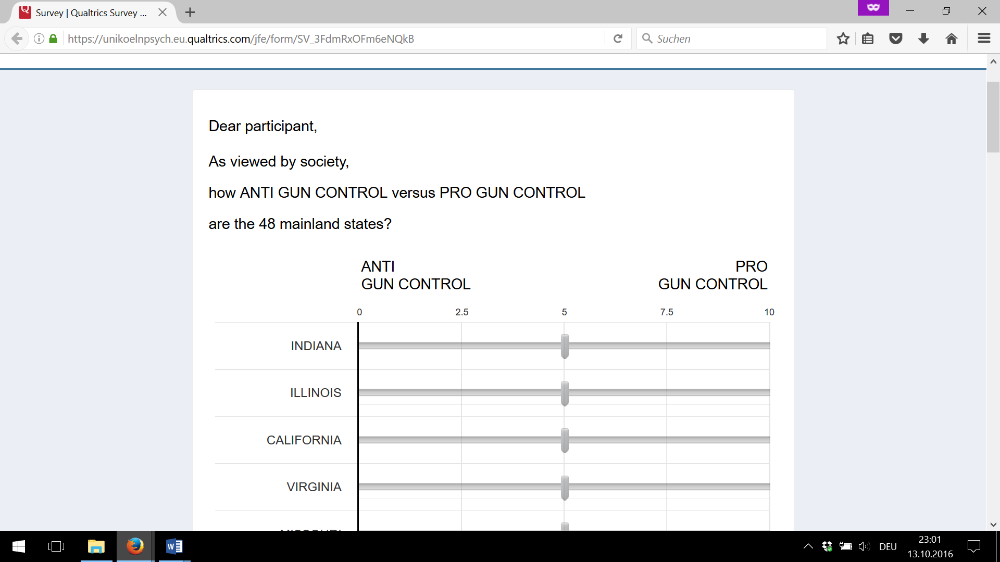 Survey | Qualtrics Survey ...
https://unikoelnpsych.eu.qualtrics.com/jfe/form/SV_3FdmRxOFm6eNQkB
Suchen
Dear participant,
As viewed by society,
how ANTI GUN CONTROL versus PRO GUN CONTROL
are the 48 mainland states?
ANTI
GUN CONTROL
PRO
GUN CONTROL
0 2.5 5 7.5 10
INDIANA
ILLINOIS
CALIFORNIA
VIRGINIA
DEU
23:01
13.10.2016